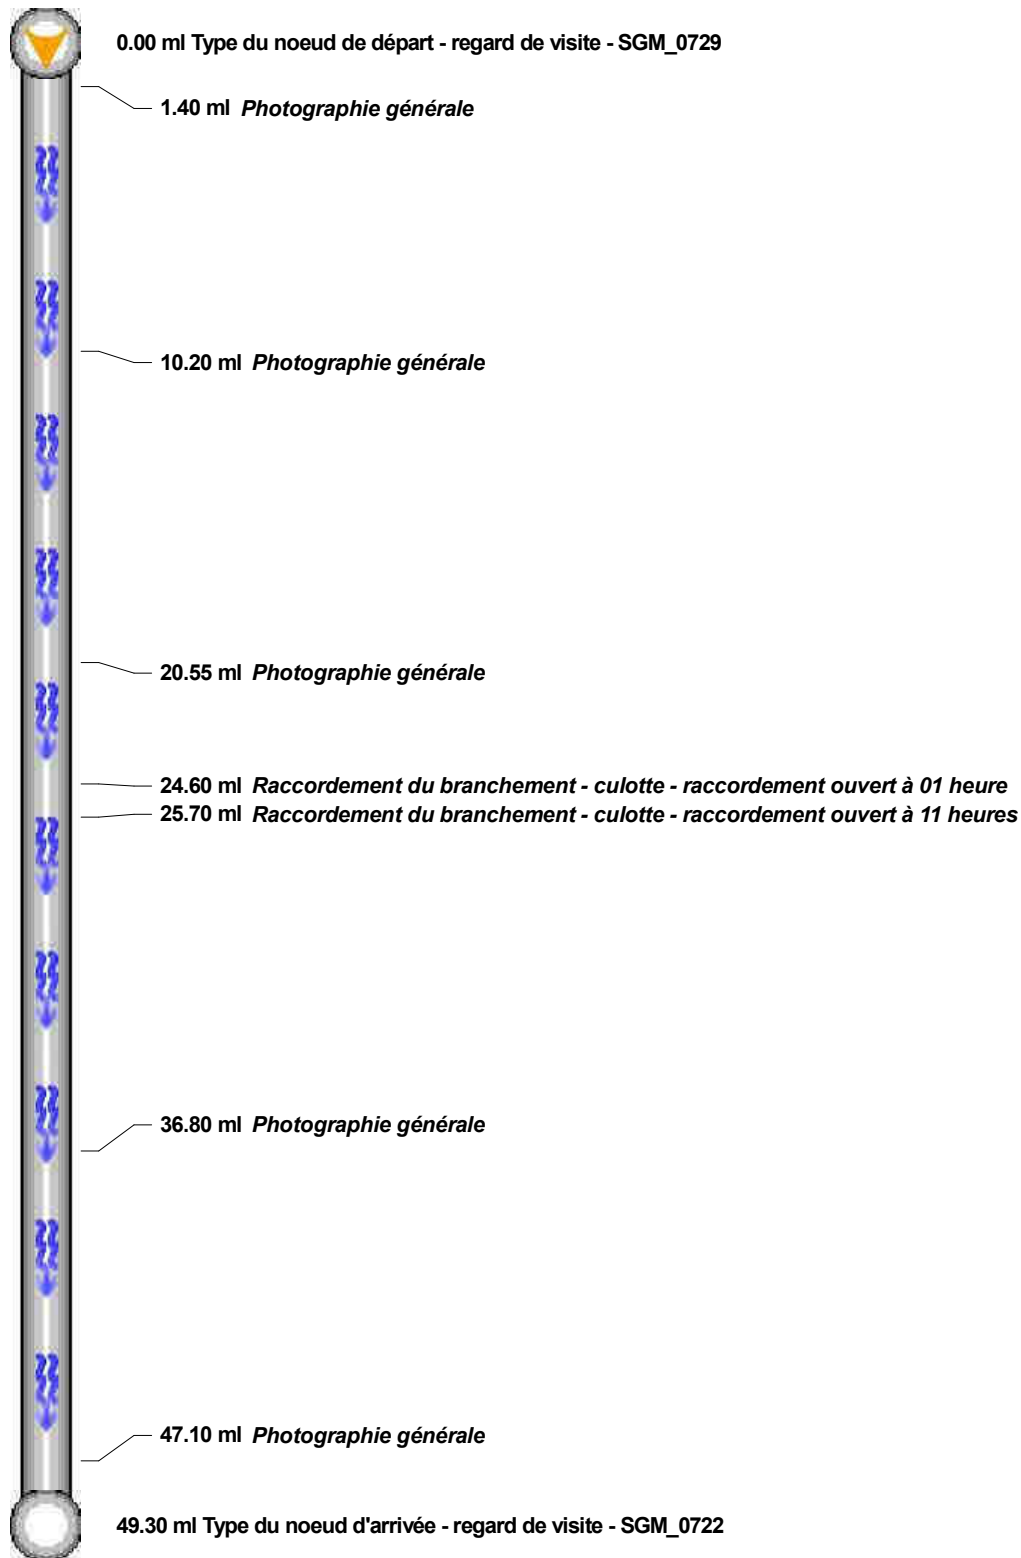 0.00 ml Type du noeud de départ - regard de visite - SGM_0729
1.40 ml Photographie générale
10.20 ml Photographie générale
20.55 ml Photographie générale
24.60 ml Raccordement du branchement - culotte - raccordement ouvert à 01 heure
25.70 ml Raccordement du branchement - culotte - raccordement ouvert à 11 heures
36.80 ml Photographie générale
47.10 ml Photographie générale
49.30 ml Type du noeud d'arrivée - regard de visite - SGM_0722